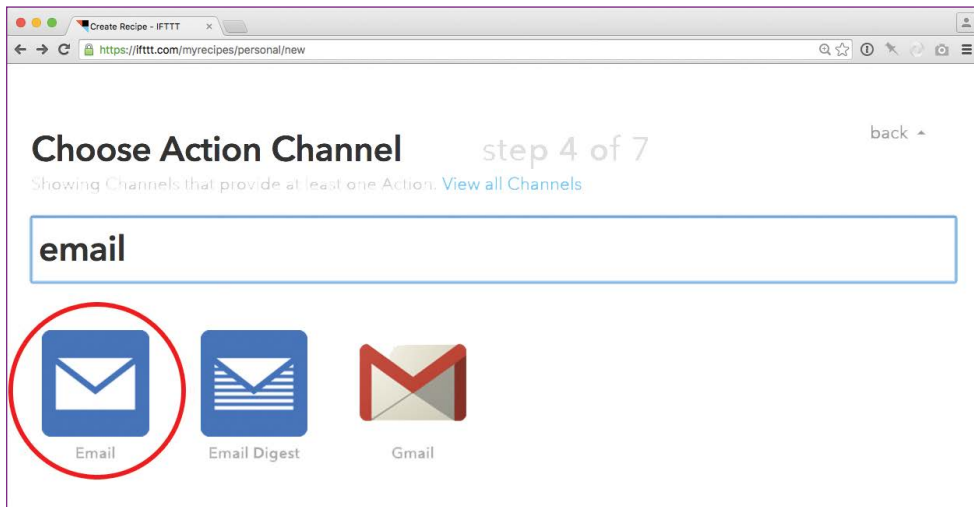 Create Recipe - IFTTT
https://ifttt.com/myrecipes/personal/new
back
Choose Action Channel step 4 of 7
Showing Channels that provide at least one Action. View all Channels
email
Email Email Digest Gmail